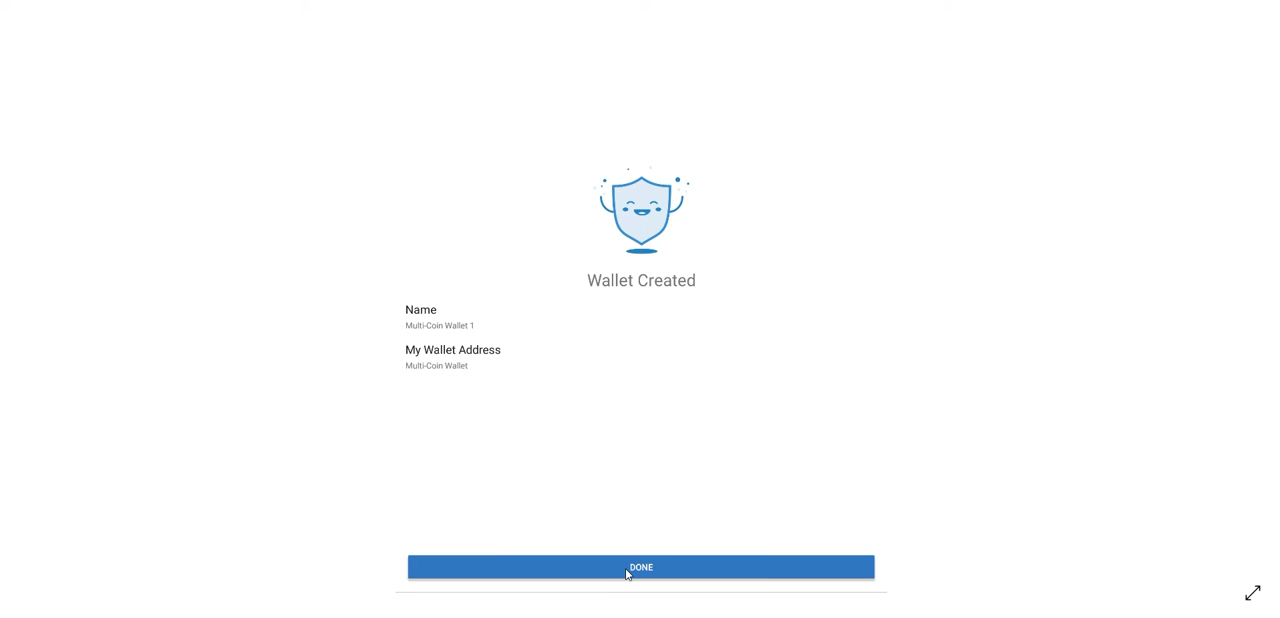 Wallet Created
Name
Multi-Coin Wallet 1
My Wallet Address
Multi-Coin Wallet
DONE